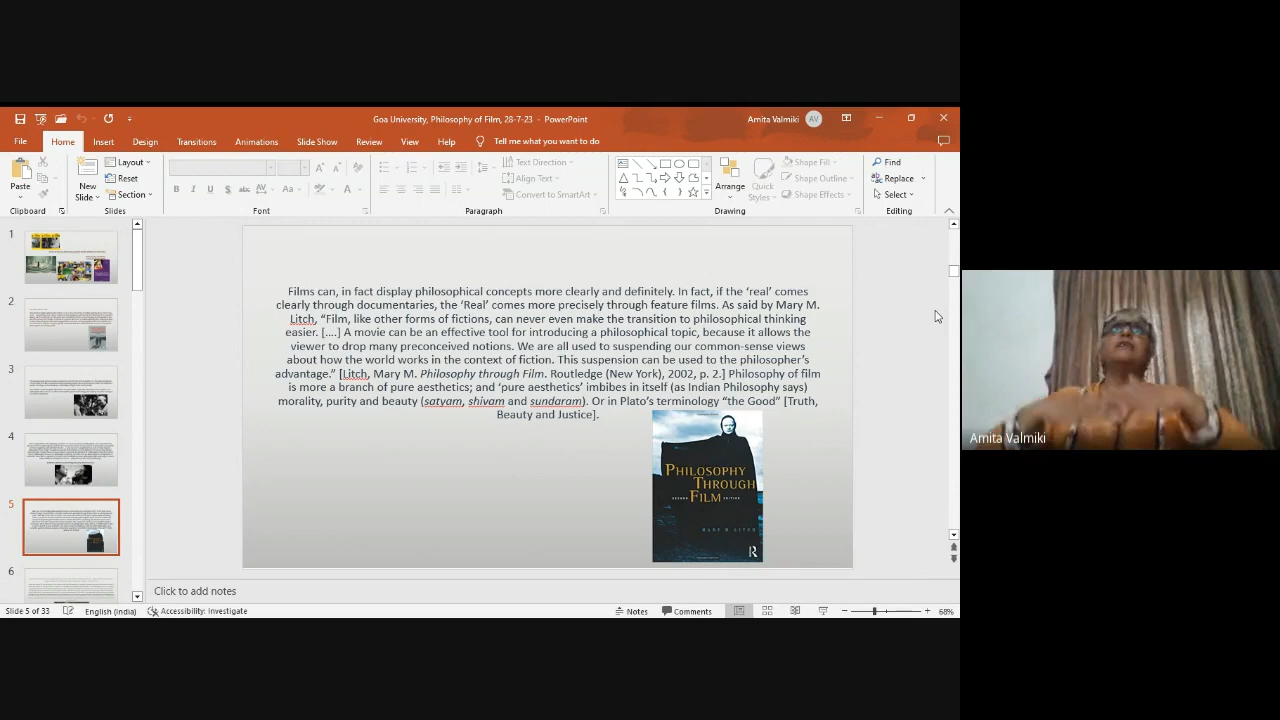 Goa University, Philosophy of Film, 28-7-23 - PowerPoint
Amita Valmiki
AV
File
Home
Insert
Design
Transitions
Animations
Slide Show
Review
View
Help
Tell me what you want to do
Paste
New
Slide
Layout
Reset
Section
Text Direction
Align Text
Convert to SmartArt
Arrange
Quick
Styles
Shape Fill
Shape Outline
Shape Effects
Find
Replace
Select
Clipboard
Slides
Font
Paragraph
Drawing
Editing
1
2
3
4
5
6
Films can, in fact display philosophical concepts more clearly and definitely. In fact, if the ‘real’ comes
clearly through documentaries, the ‘Real’ comes more precisely through feature films. As said by Mary M.
Litch, “Film, like other forms of fictions, can never even make the transition to philosophical thinking
easier. [....] A movie can be an effective tool for introducing a philosophical topic, because it allows the
viewer to drop many preconceived notions. We are all used to suspending our common-sense views
about how the world works in the context of fiction. This suspension can be used to the philosopher’s
advantage.” [Litch, Mary M. Philosophy through Film. Routledge (New York), 2002, p. 2.] Philosophy of film
is more a branch of pure aesthetics; and ‘pure aesthetics’ imbibes in itself (as Indian Philosophy says)
morality, purity and beauty (satyam, shivam and sundaram). Or in Plato’s terminology “the Good” [Truth,
Beauty and Justice].
PHILOSOPHY
THROUGH
FILM
SECOND EDITION
MARY M. LITCH
R
Click to add notes
Slide 5 of 33
English (India)
Accessibility: Investigate
Notes
Comments
68%
Amita Valmiki